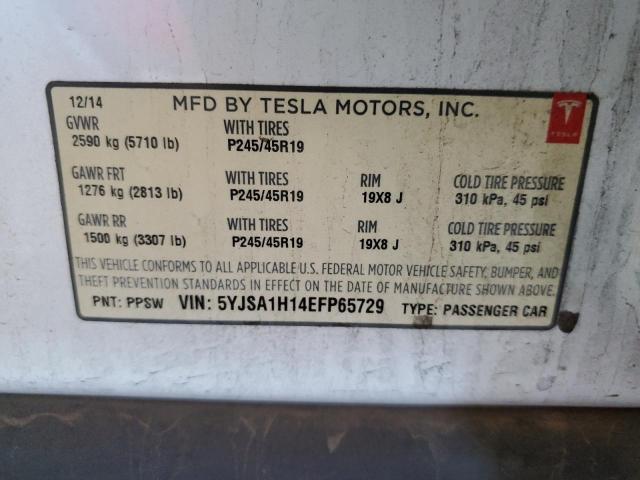 12/14 MFD BY TESLA MOTORS, INC.
GVWR WITH TIRES
2590 kg (5710 lb) P245/45R19
GAWR FRT WITH TIRES RIM COLD TIRE PRESSURE
1276 kg (2813 lb) P245/45R19 19X8 J 310 kPa, 45 psi
GAWR RR WITH TIRES RIM COLD TIRE PRESSURE
1500 kg (3307 lb) P245/45R19 19X8 J 310 kPa, 45 psi
THIS VEHICLE CONFORMS TO ALL APPLICABLE U.S. FEDERAL MOTOR VEHICLE SAFETY, BUMPER, AND
THEFT PREVENTION STANDARDS IN EFFECT ON THE DATE OF MANUFACTURE SHOWN ABOVE.
PNT: PPSW VIN: 5YJSA1H14EFP65729 TYPE: PASSENGER CAR
TESLA